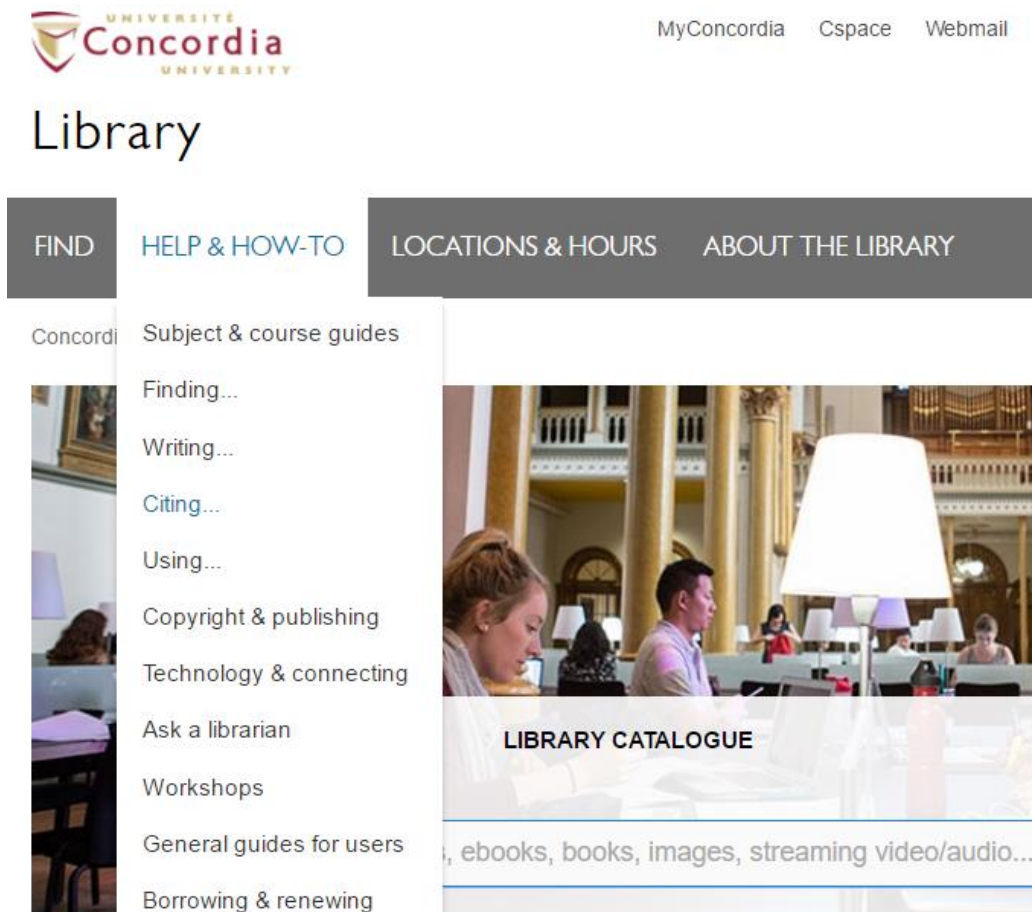 UNIVERSITÉ
Concordia
UNIVERSITY
MyConcordia Cspace Webmail
Library
FIND HELP & HOW-TO LOCATIONS & HOURS ABOUT THE LIBRARY
Concordi
Subject & course guides
Finding...
Writing...
Citing...
Using...
Copyright & publishing
Technology & connecting
Ask a librarian
Workshops
General guides for users
Borrowing & renewing
LIBRARY CATALOGUE
, ebooks, books, images, streaming video/audio...